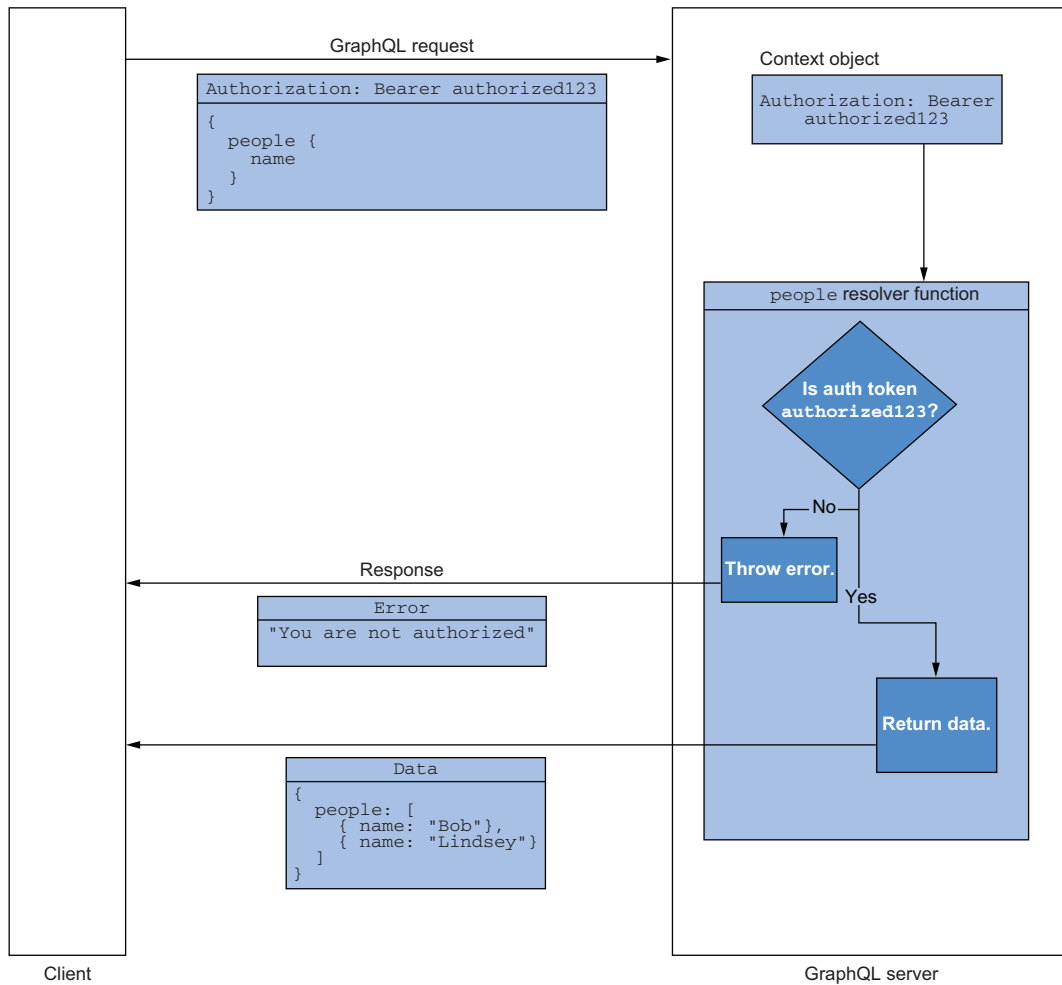 GraphQL request
Authorization: Bearer authorized123
{
  people {
    name
  }
}
Context object
Authorization: Bearer
authorized123
people resolver function
Is auth token
authorized123?
No
Throw error.
Yes
Return data.
Response
Error
"You are not authorized"
Data
{
  people: [
    { name: "Bob"},
    { name: "Lindsey"}
  ]
}
Client
GraphQL server